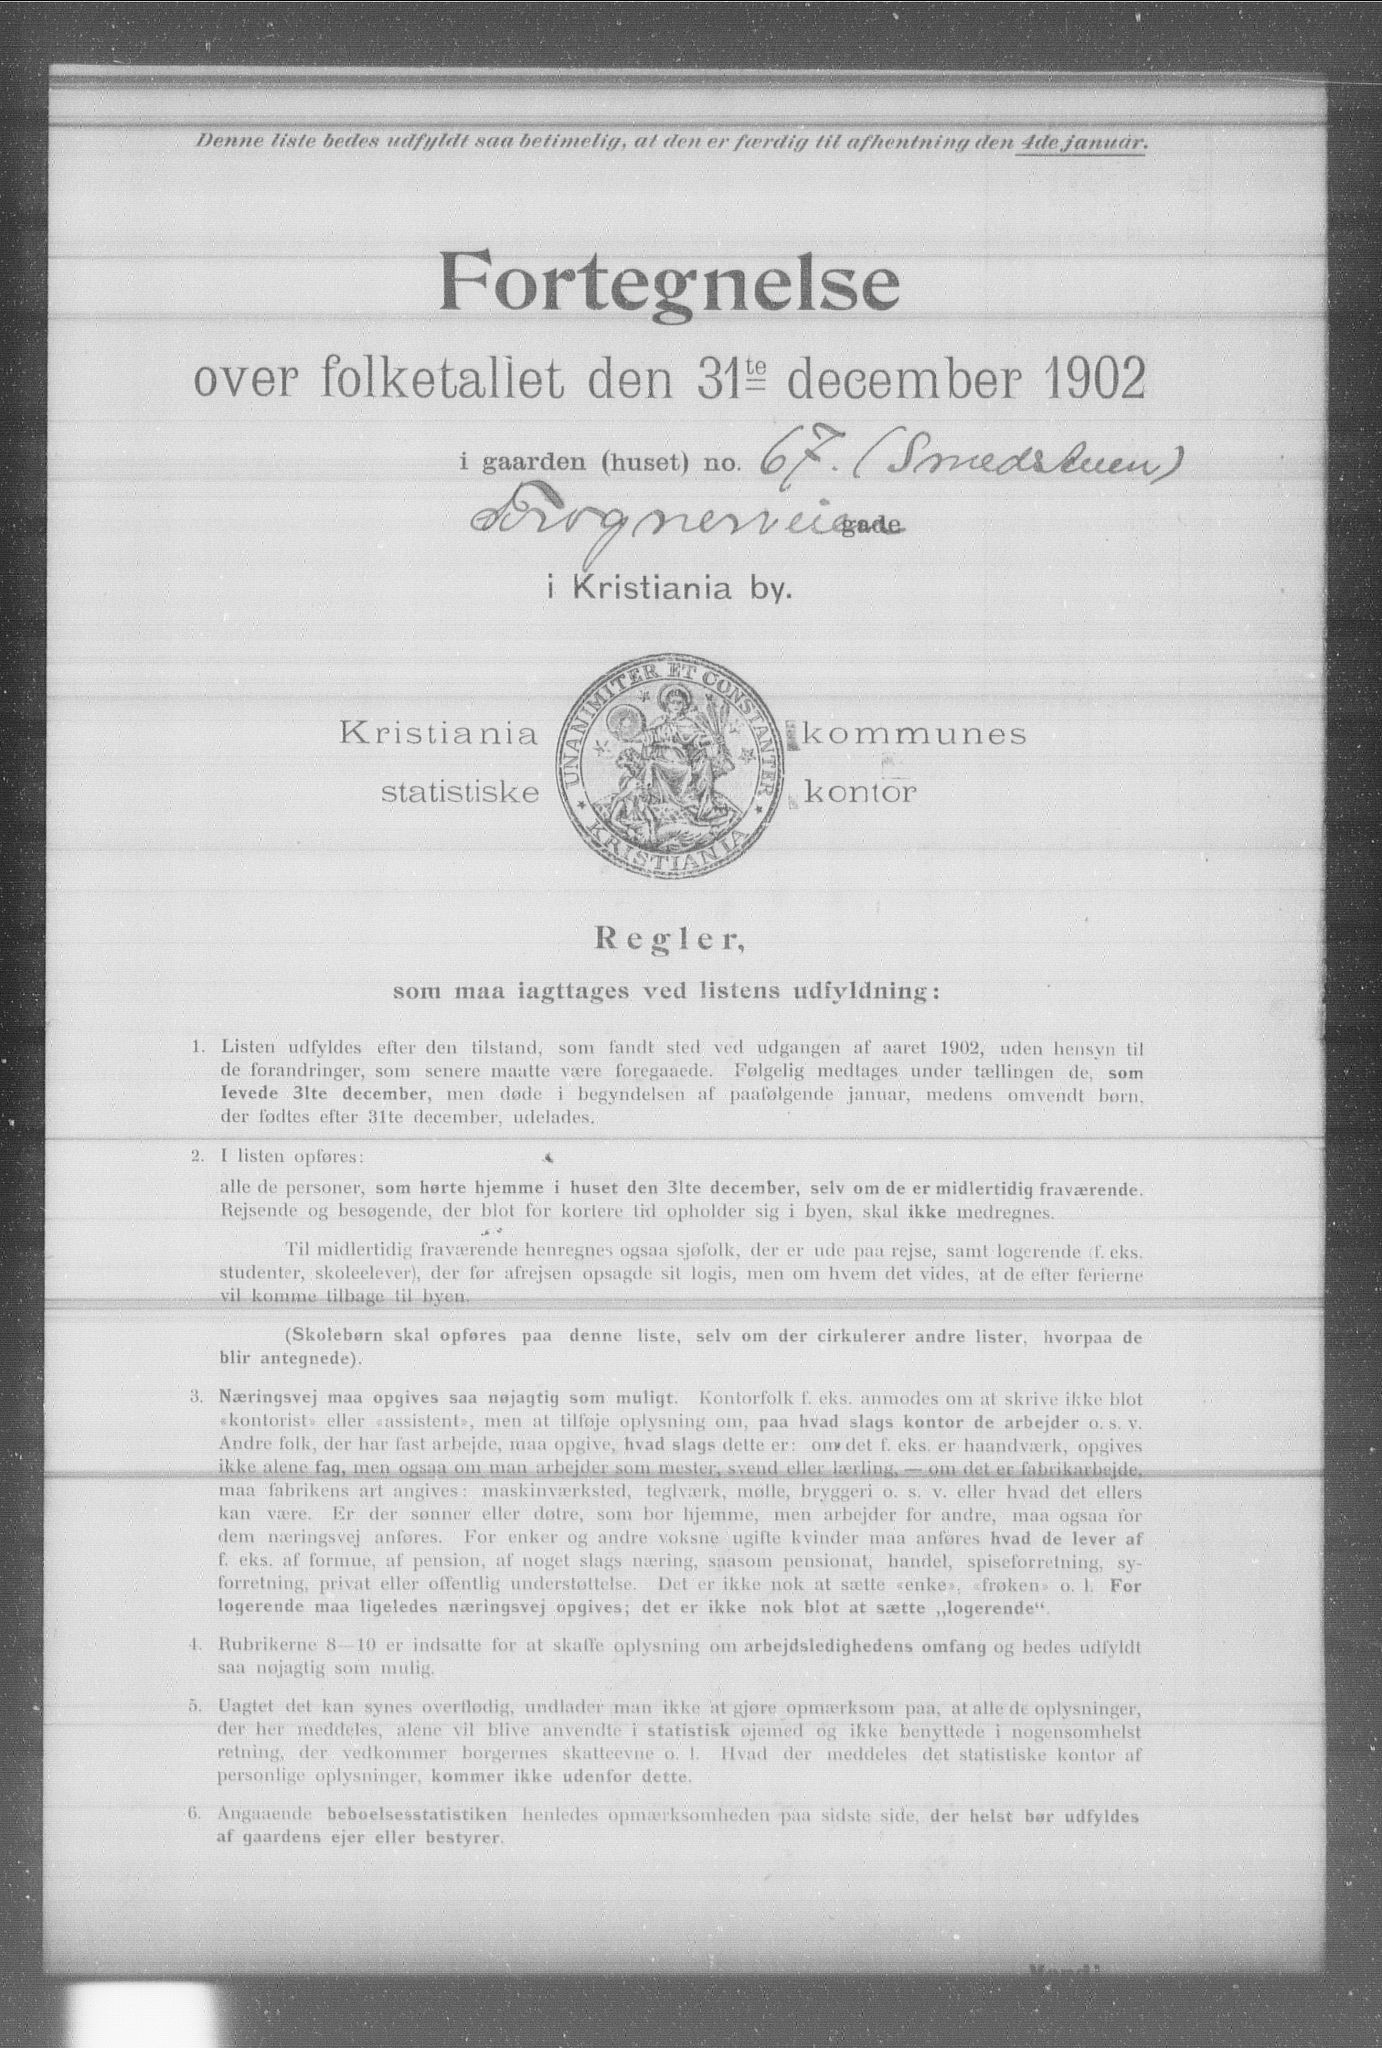 Denne liste bedes udfyldt saa betimelig, at den er færdig til afhentning den 4de januar.
Fortegnelse
over folketallet den 31te december 1902
i gaarden (huset) no. 67. (Smedstuen)
Frognerveien gade
i Kristiania by.
UNANIMITER ET CONSTANTER
KRISTIANIA
Kristiania kommunes
statistiske kontor
Regler,
som maa iagttages ved listens udfyldning:
1. Listen udfyldes efter den tilstand, som fandt sted ved udgangen af aaret 1902, uden hensyn til
de forandringer, som senere maatte være foregaaede. Følgelig medtages under tællingen de, som
levede 31te december, men døde i begyndelsen af paafølgende januar, medens omvendt børn,
der fødtes efter 31te december, udelades.
2. I listen opføres:
alle de personer, som hørte hjemme i huset den 31te december, selv om de er midlertidig fraværende.
Rejsende og besøgende, der blot for kortere tid opholder sig i byen, skal ikke medregnes.
Til midlertidig fraværende henregnes ogsaa sjøfolk, der er ude paa rejse, samt logerende (f. eks.
studenter, skoleelever), der før afrejsen opsagde sit logis, men om hvem det vides, at de efter ferierne
vil komme tilbage til byen.
(Skolebørn skal opføres paa denne liste, selv om der cirkulerer andre lister, hvorpaa de
blir antegnede).
3. Næringsvej maa opgives saa nøjagtig som muligt. Kontorfolk f. eks. anmodes om at skrive ikke blot
«kontorist» eller «assistent», men at tilføje oplysning om, paa hvad slags kontor de arbejder o. s. v.
Andre folk, der har fast arbejde, maa opgive, hvad slags dette er: om det f. eks. er haandværk, opgives
ikke alene fag, men ogsaa om man arbejder som mester, svend eller lærling, — om det er fabrikarbejde,
maa fabrikens art angives: maskinværksted, teglværk, mølle, bryggeri o. s. v. eller hvad det ellers
kan være. Er der sønner eller døtre, som bor hjemme, men arbejder for andre, maa ogsaa for
dem næringsvej anføres. For enker og andre voksne ugifte kvinder maa anføres hvad de lever af
f. eks. af formue, af pension, af noget slags næring, saasom pensionat, handel, spiseforretning, sy-
forretning, privat eller offentlig understøttelse. Det er ikke nok at sætte «enke», «frøken» o. l. For
logerende maa ligeledes næringsvej opgives; det er ikke nok blot at sætte „logerende“.
4. Rubrikerne 8—10 er indsatte for at skaffe oplysning om arbejdsledighedens omfang og bedes udfyldt
saa nøjagtig som mulig.
5. Uagtet det kan synes overflødig, undlader man ikke at gjøre opmærksom paa, at alle de oplysninger,
der her meddeles, alene vil blive anvendte i statistisk øjemed og ikke benyttede i nogensomhelst
retning, der vedkommer borgernes skatteevne o. l. Hvad der meddeles det statistiske kontor af
personlige oplysninger, kommer ikke udenfor dette.
6. Angaaende beboelsesstatistiken henledes opmærksomheden paa sidste side, der helst bør udfyldes
af gaardens ejer eller bestyrer.